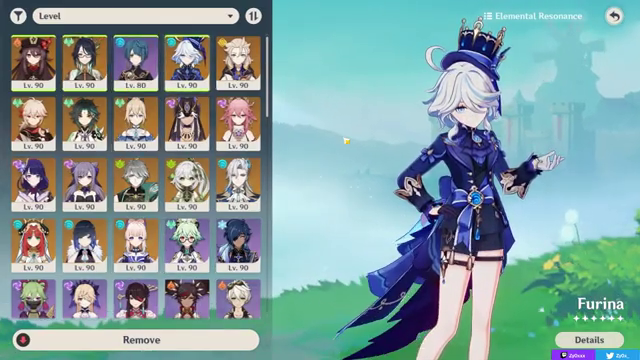 Level
Elemental Resonance
Lv. 90 Lv. 90 Lv. 80 Lv. 90 Lv. 90
Lv. 90 Lv. 90 Lv. 90 Lv. 90 Lv. 90
Lv. 90 Lv. 90 Lv. 90 Lv. 90 Lv. 90
Lv. 90 Lv. 90 Lv. 90 Lv. 90 Lv. 90
Furina
Remove
Details